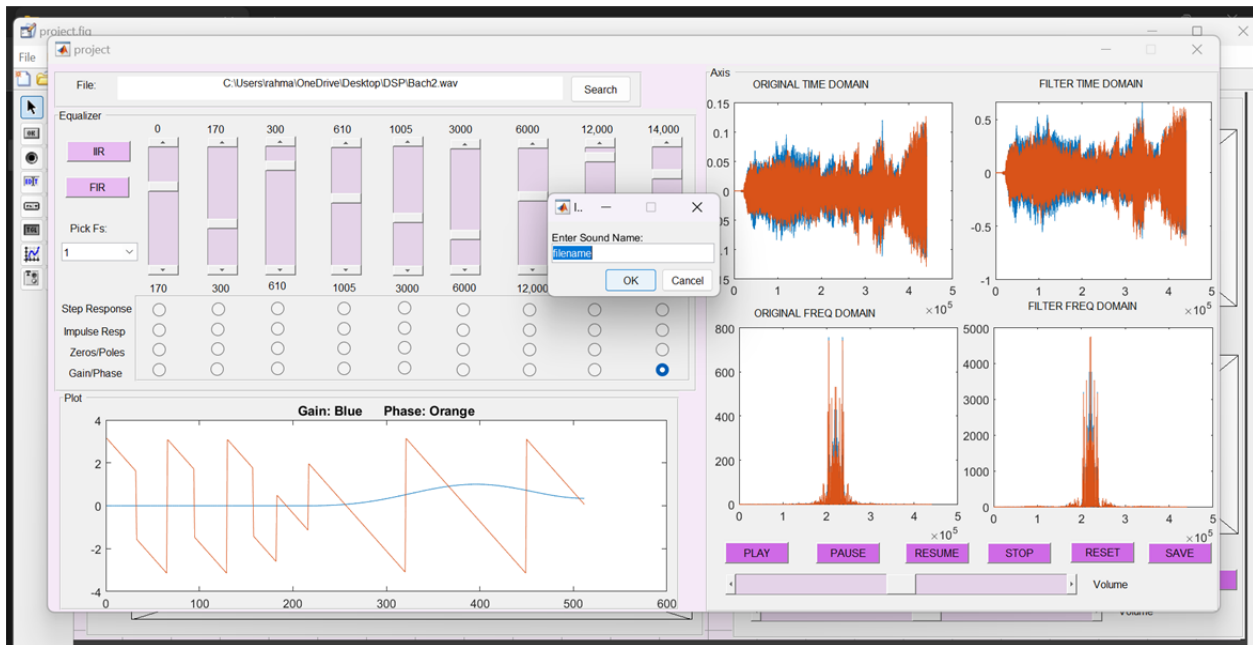 project.fig
File
project
File:
C:\Users\rahma\OneDrive\Desktop\DSP\Bach2.wav
Search
Equalizer
0 170 300 610 1005 3000 6000 12,000 14,000
IIR
FIR
Pick Fs:
1
170 300 610 1005 3000 6000 12,000
Step Response
Impulse Resp
Zeros/Poles
Gain/Phase
Plot
Gain: Blue Phase: Orange
4
2
0
-2
-4
0 100 200 300 400 500 600
I..
Enter Sound Name:
filename
OK Cancel
Axis
ORIGINAL TIME DOMAIN
0.15
0.1
0.05
0
05
0.1
15
0 1 2 3 4 5
×10^5
FILTER TIME DOMAIN
0.5
0
-0.5
-1
0 1 2 3 4 5
×10^5
ORIGINAL FREQ DOMAIN
800
600
400
200
0
0 1 2 3 4 5
×10^5
FILTER FREQ DOMAIN
5000
4000
3000
2000
1000
0
0 1 2 3 4 5
×10^5
PLAY PAUSE RESUME STOP RESET SAVE
Volume